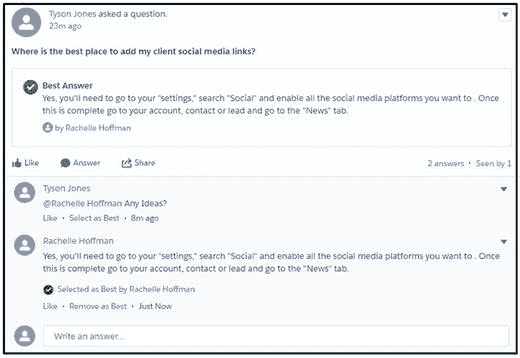 Tyson Jones asked a question.
23m ago
Where is the best place to add my client social media links?
Best Answer
Yes, you'll need to go to your "settings," search "Social" and enable all the social media platforms you want to . Once
this is complete go to your account, contact or lead and go to the "News" tab.
by Rachelle Hoffman
Like Answer Share 2 answers • Seen by 1
Tyson Jones
@Rachelle Hoffman Any Ideas?
Like • Select as Best • 8m ago
Rachelle Hoffman
Yes, you'll need to go to your "settings," search "Social" and enable all the social media platforms you want to . Once
this is complete go to your account, contact or lead and go to the "News" tab.
Selected as Best by Rachelle Hoffman
Like • Remove as Best • Just Now
Write an answer...